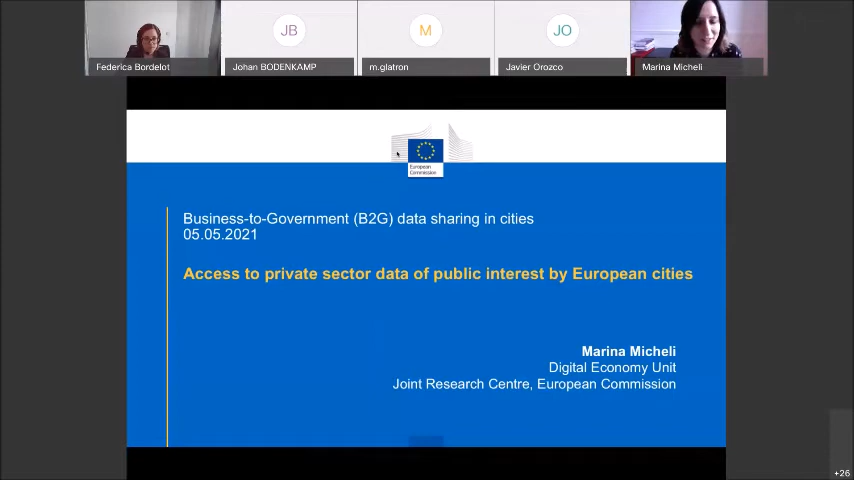 JB
M
JO
Federica Bordelot
Johan BODENKAMP
m.glatron
Javier Orozco
Marina Micheli
European
Commission
Business-to-Government (B2G) data sharing in cities
05.05.2021
Access to private sector data of public interest by European cities
Marina Micheli
Digital Economy Unit
Joint Research Centre, European Commission
+26